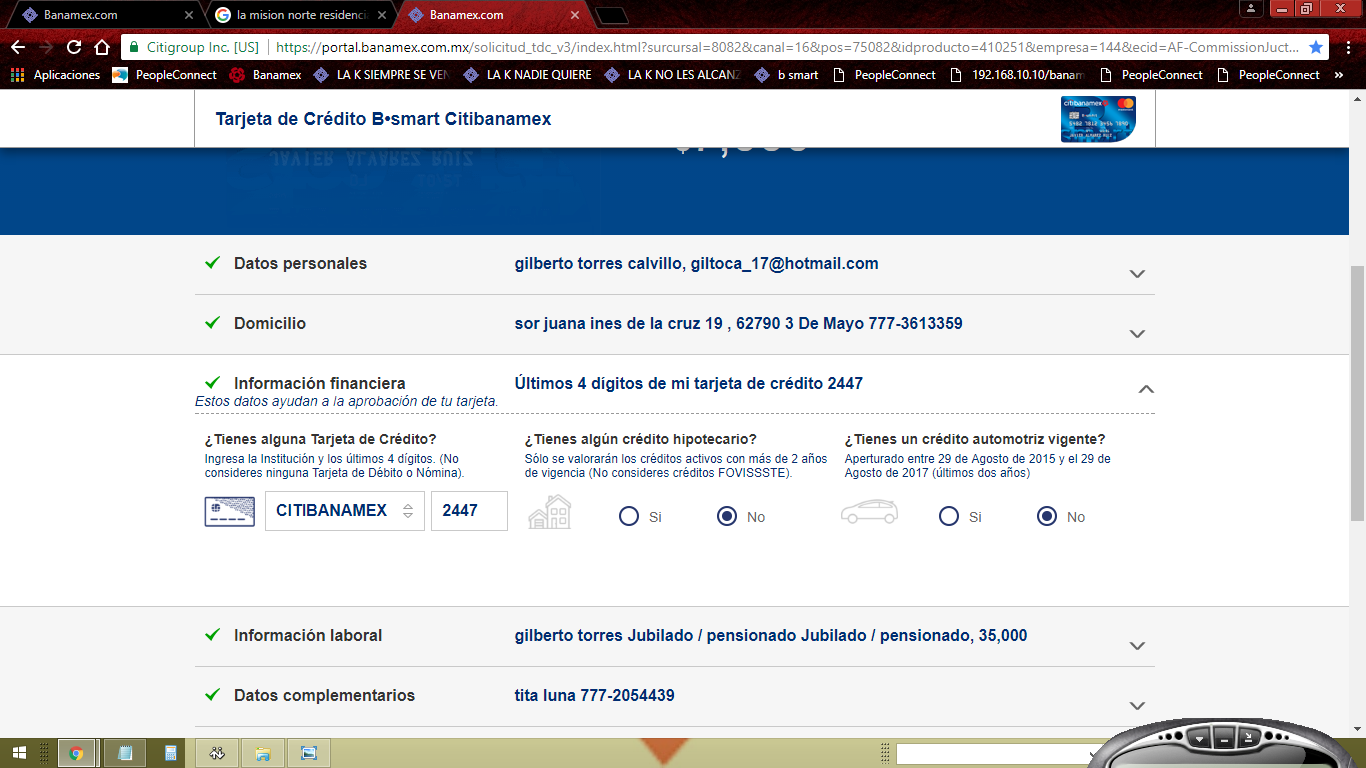 Banamex.com
la mision norte residenci
Banamex.com
Citigroup Inc. [US]
https://portal.banamex.com.mx/solicitud_tdc_v3/index.html?surcursal=8082&canal=16&pos=75082&idproducto=410251&empresa=144&ecid=AF-CommissionJuct...
Aplicaciones PeopleConnect Banamex LA K SIEMPRE SE VEN LA K NADIE QUIERE LA K NO LES ALCANZ b smart PeopleConnect 192.168.10.10/banam PeopleConnect PeopleConnect »
Tarjeta de Crédito B•smart Citibanamex
citibanamex
JAVIER ALVAREZ RUIZ
Datos personales gilberto torres calvillo, giltoca_17@hotmail.com
Domicilio sor juana ines de la cruz 19 , 62790 3 De Mayo 777-3613359
Información financiera Últimos 4 dígitos de mi tarjeta de crédito 2447
Estos datos ayudan a la aprobación de tu tarjeta.
¿Tienes alguna Tarjeta de Crédito?
Ingresa la Institución y los últimos 4 dígitos. (No
consideres ninguna Tarjeta de Débito o Nómina).
CITIBANAMEX 2447
¿Tienes algún crédito hipotecario?
Sólo se valorarán los créditos activos con más de 2 años
de vigencia (No consideres créditos FOVISSSTE).
Si No
¿Tienes un crédito automotriz vigente?
Aperturado entre 29 de Agosto de 2015 y el 29 de
Agosto de 2017 (últimos dos años)
Si No
Información laboral gilberto torres Jubilado / pensionado Jubilado / pensionado, 35,000
Datos complementarios tita luna 777-2054439